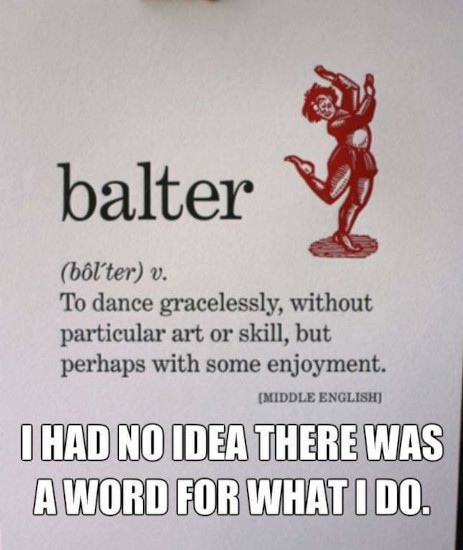 balter
(bôl′ter) v.
To dance gracelessly, without
particular art or skill, but
perhaps with some enjoyment.
[MIDDLE ENGLISH]
I HAD NO IDEA THERE WAS
A WORD FOR WHAT I DO.